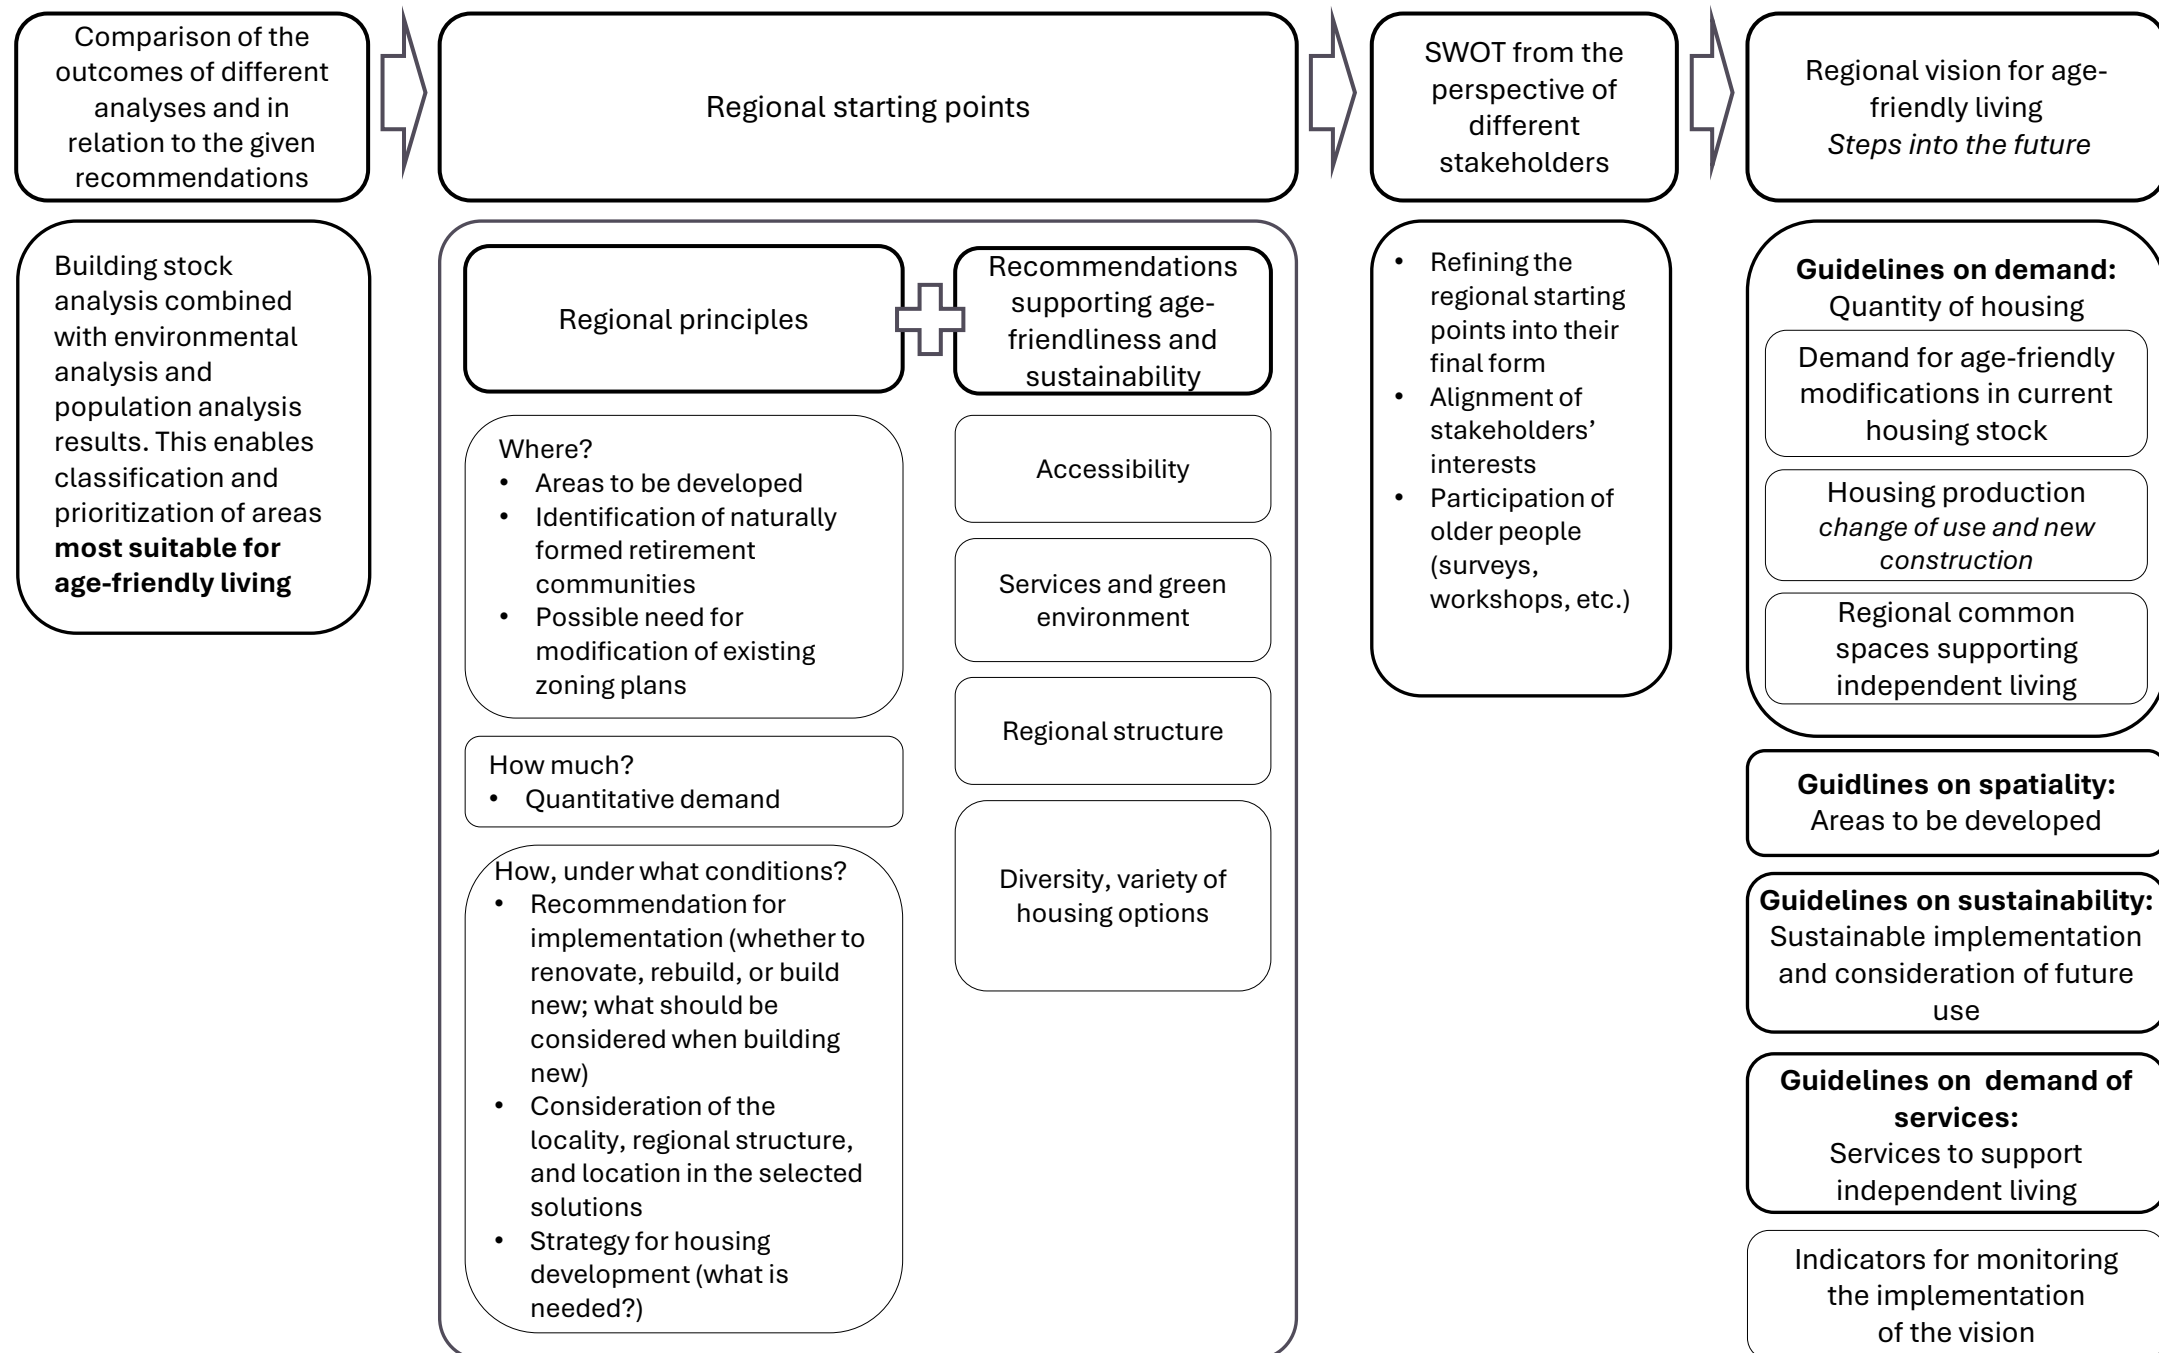 Comparison of the
outcomes of different
analyses and in
relation to the given
recommendations
Building stock
analysis combined
with environmental
analysis and
population analysis
results. This enables
classification and
prioritization of areas
most suitable for
age-friendly living
Regional starting points
Regional principles
Where?
• Areas to be developed
• Identification of naturally
formed retirement
communities
• Possible need for
modification of existing
zoning plans
How much?
• Quantitative demand
How, under what conditions?
• Recommendation for
implementation (whether to
renovate, rebuild, or build
new; what should be
considered when building
new)
• Consideration of the
locality, regional structure,
and location in the selected
solutions
• Strategy for housing
development (what is
needed?)
Recommendations
supporting age-
friendliness and
sustainability
Accessibility
Services and green
environment
Regional structure
Diversity, variety of
housing options
SWOT from the
perspective of
different
stakeholders
• Refining the
regional starting
points into their
final form
• Alignment of
stakeholders’
interests
• Participation of
older people
(surveys,
workshops, etc.)
Regional vision for age-
friendly living
Steps into the future
Guidelines on demand:
Quantity of housing
Demand for age-friendly
modifications in current
housing stock
Housing production
change of use and new
construction
Regional common
spaces supporting
independent living
Guidlines on spatiality:
Areas to be developed
Guidelines on sustainability:
Sustainable implementation
and consideration of future
use
Guidelines on  demand of
services:
Services to support
independent living
Indicators for monitoring
the implementation
of the vision